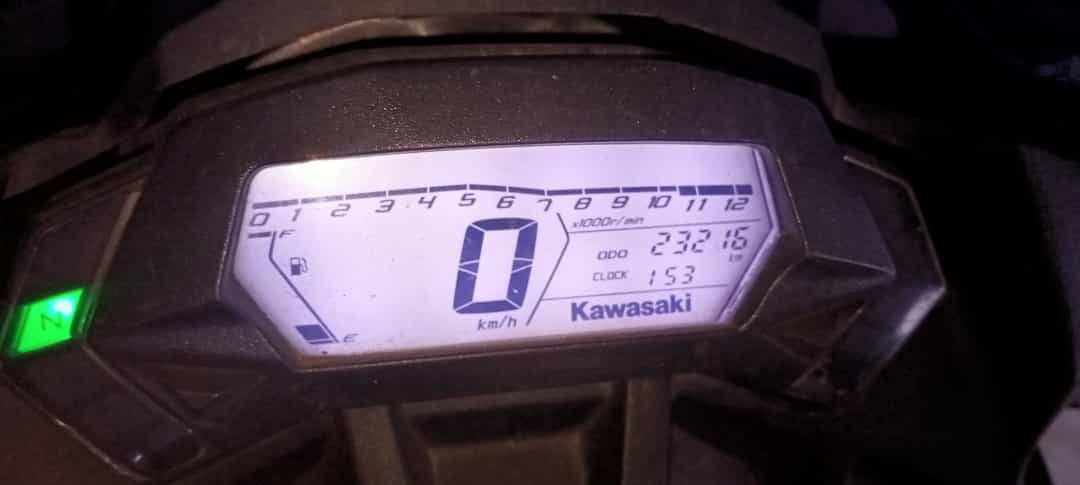 0 1 2 3 4 5 6 7 8 9 10 11 12
x1000r/min
F
0
km/h
ODO 23216 km
CLOCK 1 53
Kawasaki
E
N